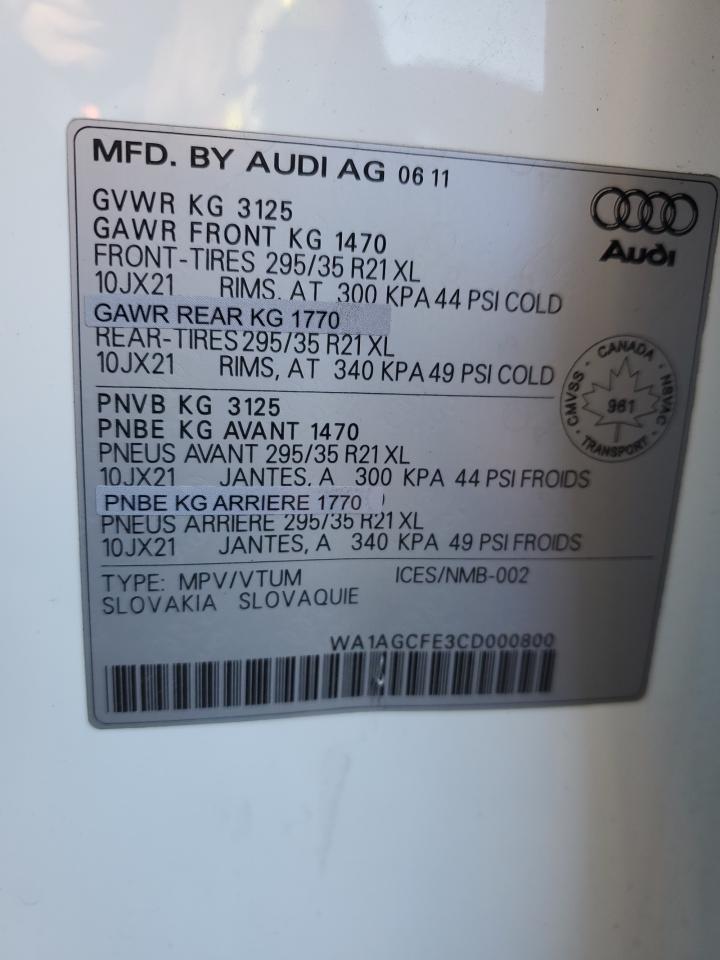 MFD. BY AUDI AG 06 11
Audi
GVWR KG 3125
GAWR FRONT KG 1470
FRONT-TIRES 295/35 R21 XL
10JX21 RIMS, AT 300 KPA 44 PSI COLD
GAWR REAR KG 1770
REAR-TIRES 295/35 R21 XL
10JX21 RIMS, AT 340 KPA 49 PSI COLD
CANADA
CMVSS NSVAC
961
TRANSPORT
PNVB KG 3125
PNBE KG AVANT 1470
PNEUS AVANT 295/35 R21 XL
10JX21 JANTES, A 300 KPA 44 PSI FROIDS
PNBE KG ARRIERE 1770
PNEUS ARRIERE 295/35 R21 XL
10JX21 JANTES, A 340 KPA 49 PSI FROIDS
TYPE: MPV/VTUM ICES/NMB-002
SLOVAKIA SLOVAQUIE
WA1AGCFE3CD000800